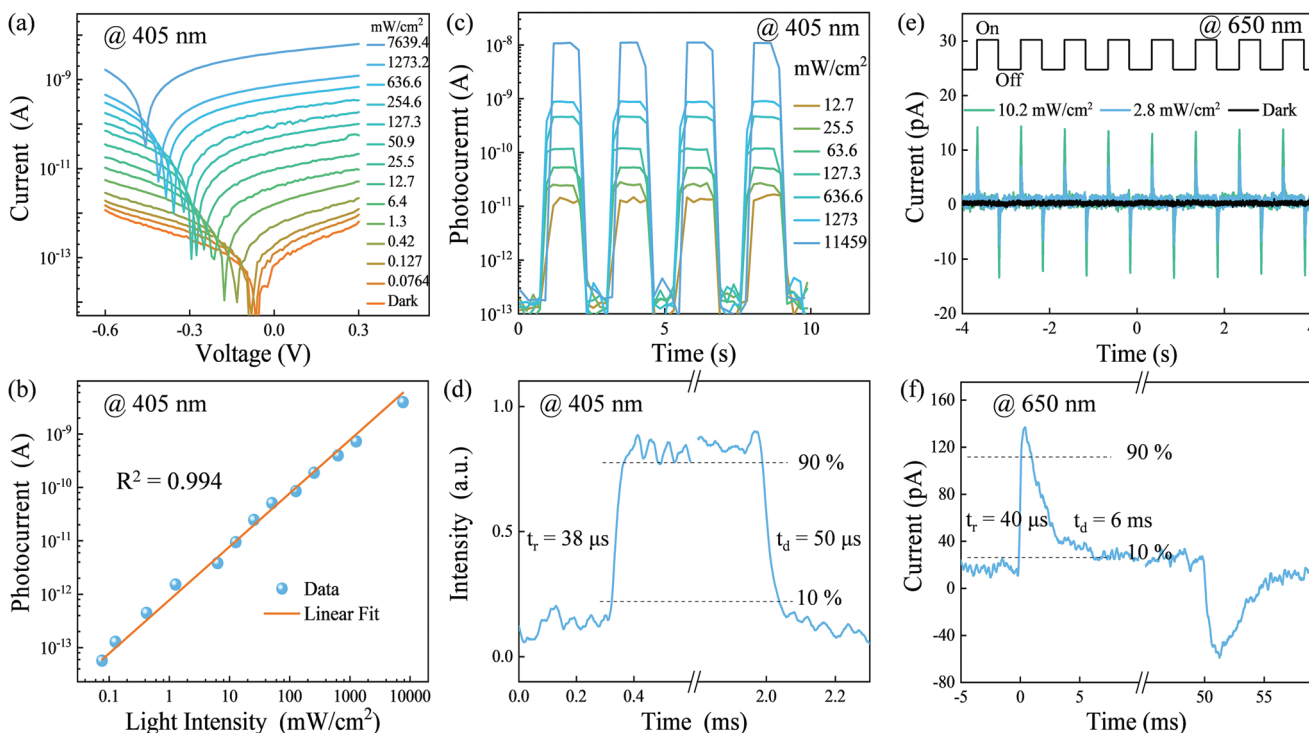 (a)
@ 405 nm
mW/cm²
7639.4
1273.2
636.6
254.6
127.3
50.9
25.5
12.7
6.4
1.3
0.42
0.127
0.0764
Dark
Current (A)
10⁻⁹
10⁻¹¹
10⁻¹³
-0.6
-0.3
0.0
0.3
Voltage (V)
(c)
@ 405 nm
mW/cm²
12.7
25.5
63.6
127.3
636.6
1273
11459
Photocurernt (A)
10⁻⁸
10⁻⁹
10⁻¹⁰
10⁻¹¹
10⁻¹²
10⁻¹³
0
5
10
Time (s)
(e)
@ 650 nm
On
Off
10.2 mW/cm²
2.8 mW/cm²
Dark
Current (pA)
30
20
10
0
-10
-20
-4
-2
0
2
4
Time (s)
(b)
@ 405 nm
R² = 0.994
Data
Linear Fit
Photocurrent (A)
10⁻⁹
10⁻¹⁰
10⁻¹¹
10⁻¹²
10⁻¹³
0.1
1
10
100
1000
10000
Light Intensity (mW/cm²)
(d)
@ 405 nm
90 %
tᵣ = 38 μs
t_d = 50 μs
10 %
Intensity (a.u.)
1.0
0.5
0.0
0.0
0.2
0.4
2.0
2.2
Time (ms)
(f)
@ 650 nm
90 %
tᵣ = 40 μs
t_d = 6 ms
10 %
Current (pA)
160
120
80
40
0
-40
-80
-5
0
5
10
50
55
Time (ms)